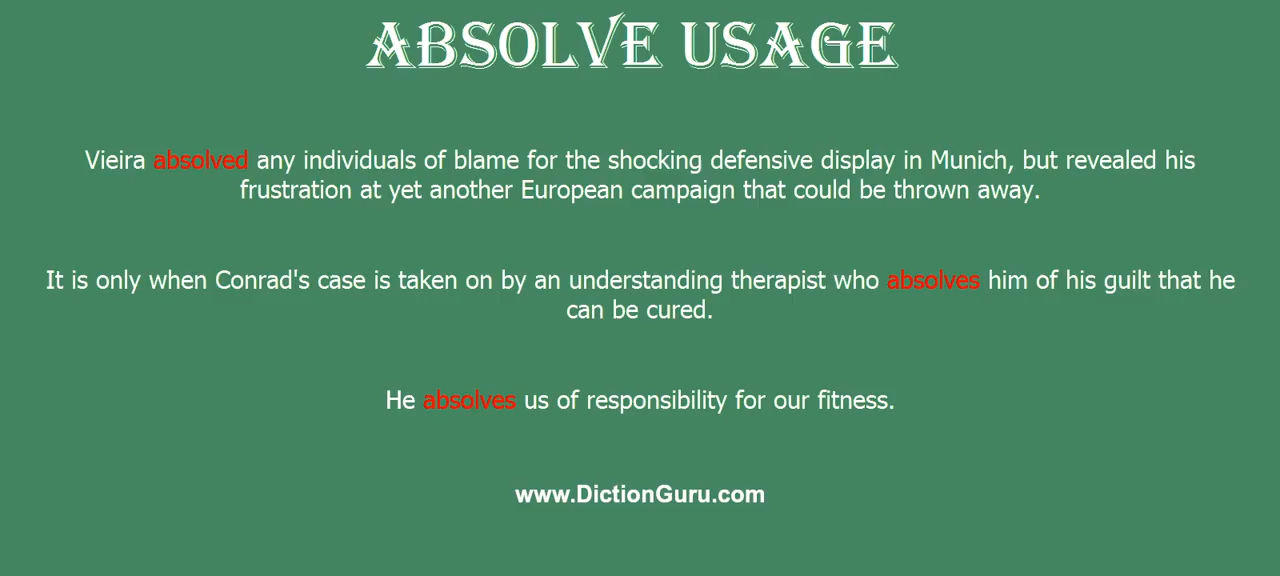 ABSOLVE USAGE
Vieira absolved any individuals of blame for the shocking defensive display in Munich, but revealed his
frustration at yet another European campaign that could be thrown away.
It is only when Conrad's case is taken on by an understanding therapist who absolves him of his guilt that he
can be cured.
He absolves us of responsibility for our fitness.
www.DictionGuru.com